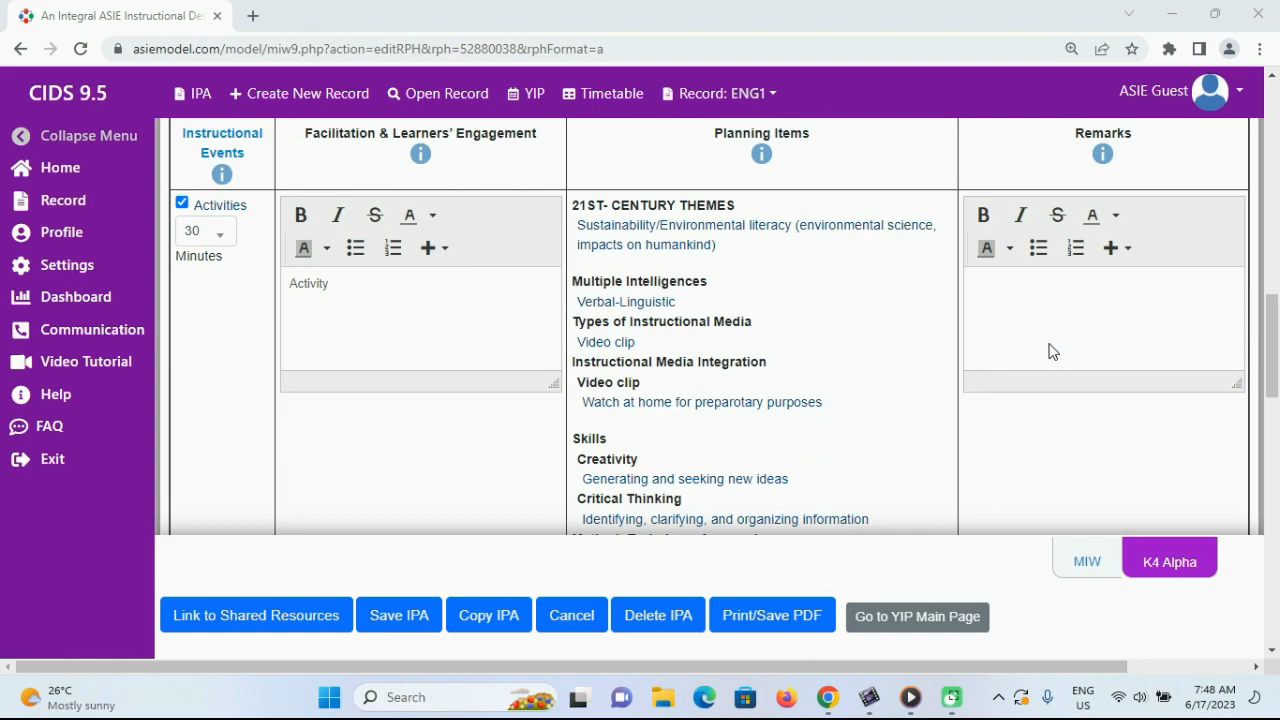 An Integral ASIE Instructional De
asiemodel.com/model/miw9.php?action=editRPH&rph=52880038&rphFormat=a
CIDS 9.5
IPA
Create New Record
Open Record
YIP
Timetable
Record: ENG1
ASIE Guest
Collapse Menu
Home
Record
Profile
Settings
Dashboard
Communication
Video Tutorial
Help
FAQ
Exit
Instructional
Events
Facilitation & Learners' Engagement
Planning Items
Remarks
Activities
30
Minutes
B I S A
A
Activity
21ST- CENTURY THEMES
Sustainability/Environmental literacy (environmental science,
impacts on humankind)
Multiple Intelligences
Verbal-Linguistic
Types of Instructional Media
Video clip
Instructional Media Integration
Video clip
Watch at home for preparotary purposes
Skills
Creativity
Generating and seeking new ideas
Critical Thinking
Identifying, clarifying, and organizing information
B I S A
A
MIW
K4 Alpha
Link to Shared Resources
Save IPA
Copy IPA
Cancel
Delete IPA
Print/Save PDF
Go to YIP Main Page
26°C
Mostly sunny
Search
ENG
US
7:48 AM
6/17/2023